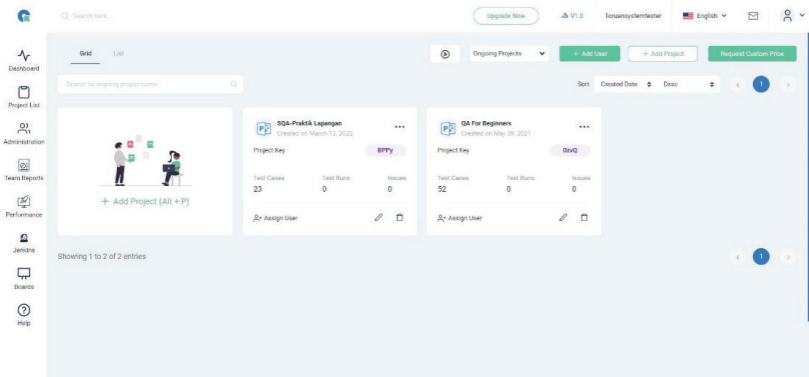 Search here...
Upgrade Now
V1.0
Toruansystemtester
English
Dashboard
Project List
Administration
Team Reports
Performance
Jenkins
Boards
Help
Grid
List
Ongoing Projects
+ Add User
+ Add Project
Request Custom Price
Search by ongoing project name
Sort
Created Date
Desc
1
+ Add Project (Alt + P)
SQA-Praktik Lapangan
Created on March 13, 2022
Project Key
BPPy
Test Cases
Test Runs
Issues
23
0
0
Assign User
QA For Beginners
Created on May 09, 2021
Project Key
Test Cases
Test Runs
Issues
52
0
0
Assign User
Showing 1 to 2 of 2 entries
1